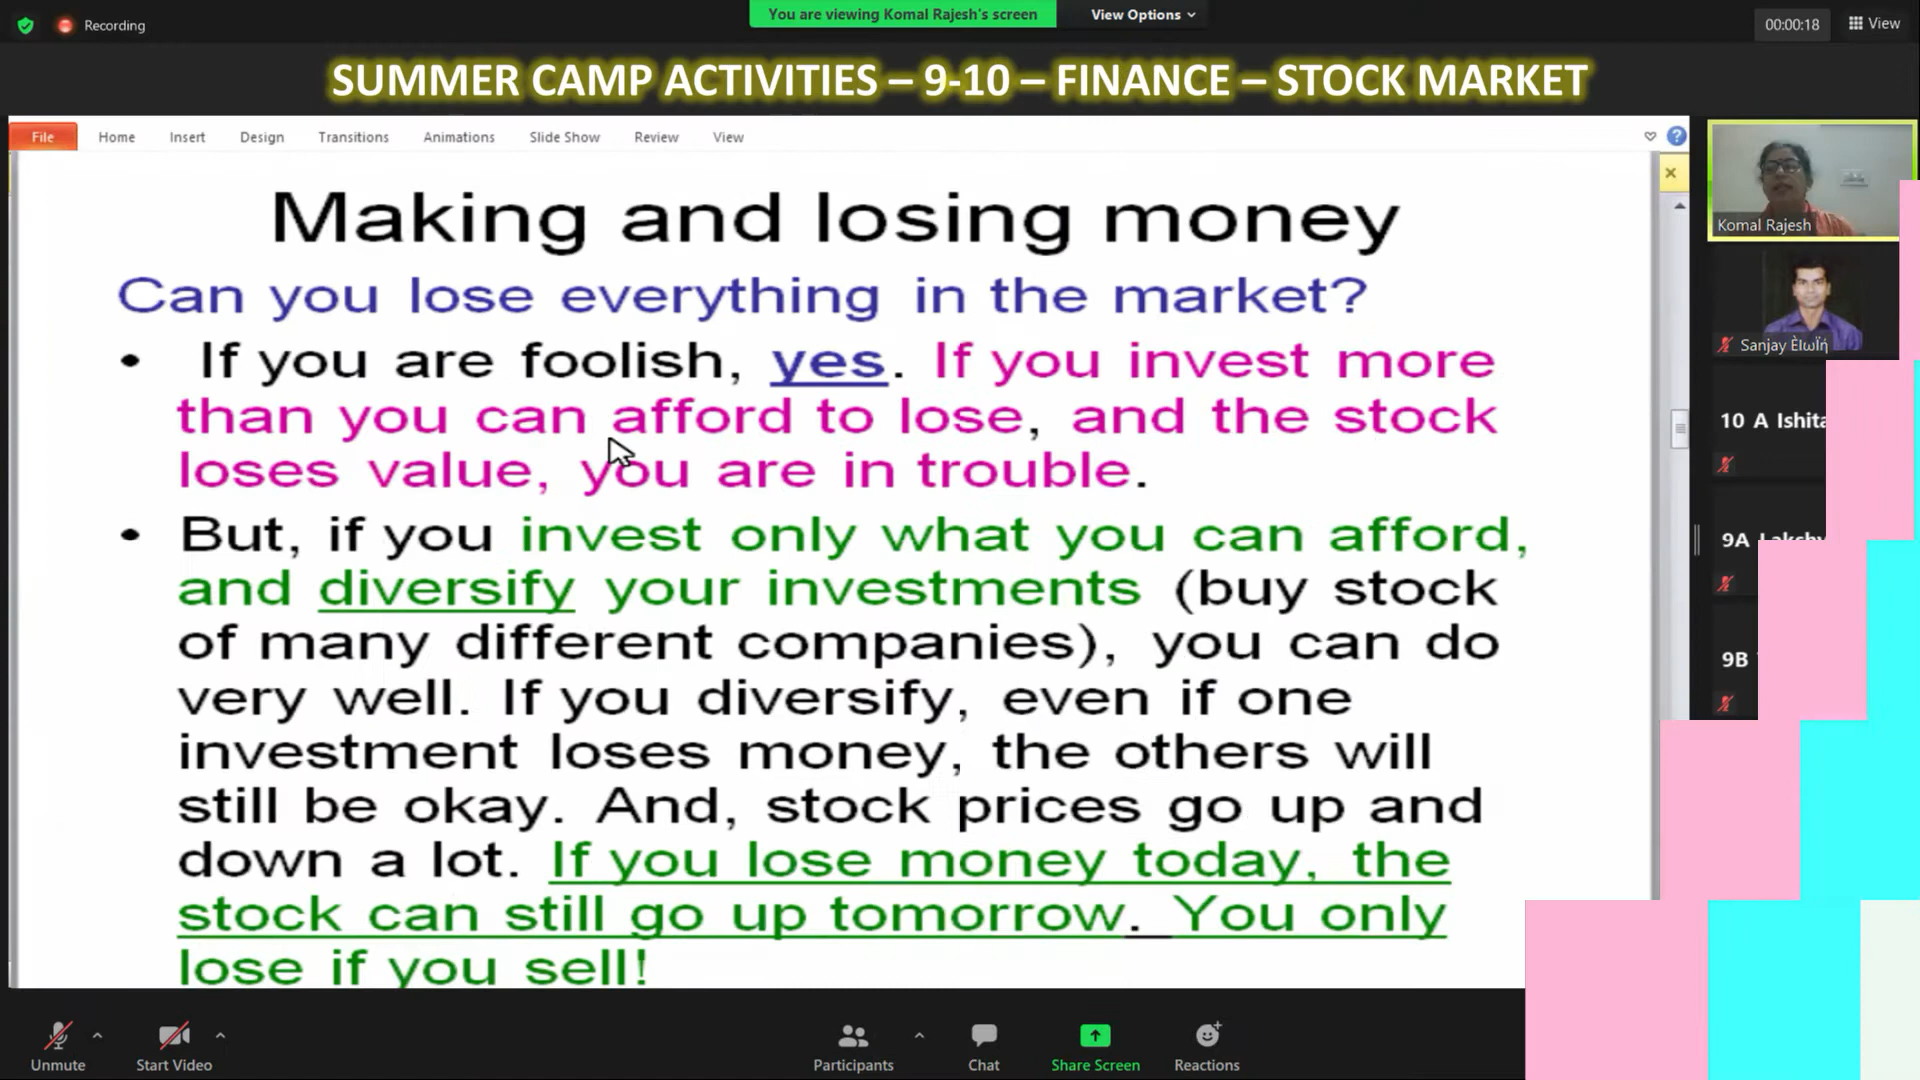 Recording
You are viewing Komal Rajesh's screen
View Options
00:00:18
View
SUMMER CAMP ACTIVITIES – 9-10 – FINANCE – STOCK MARKET
File Home Insert Design Transitions Animations Slide Show Review View
Making and losing money
Can you lose everything in the market?
• If you are foolish, yes. If you invest more
than you can afford to lose, and the stock
loses value, you are in trouble.
• But, if you invest only what you can afford,
and diversify your investments (buy stock
of many different companies), you can do
very well. If you diversify, even if one
investment loses money, the others will
still be okay. And, stock prices go up and
down a lot. If you lose money today, the
stock can still go up tomorrow. You only
lose if you sell!
Komal Rajesh
Sanjay
10 A Ishita
9A
9B
Unmute
Start Video
Participants
Chat
Share Screen
Reactions